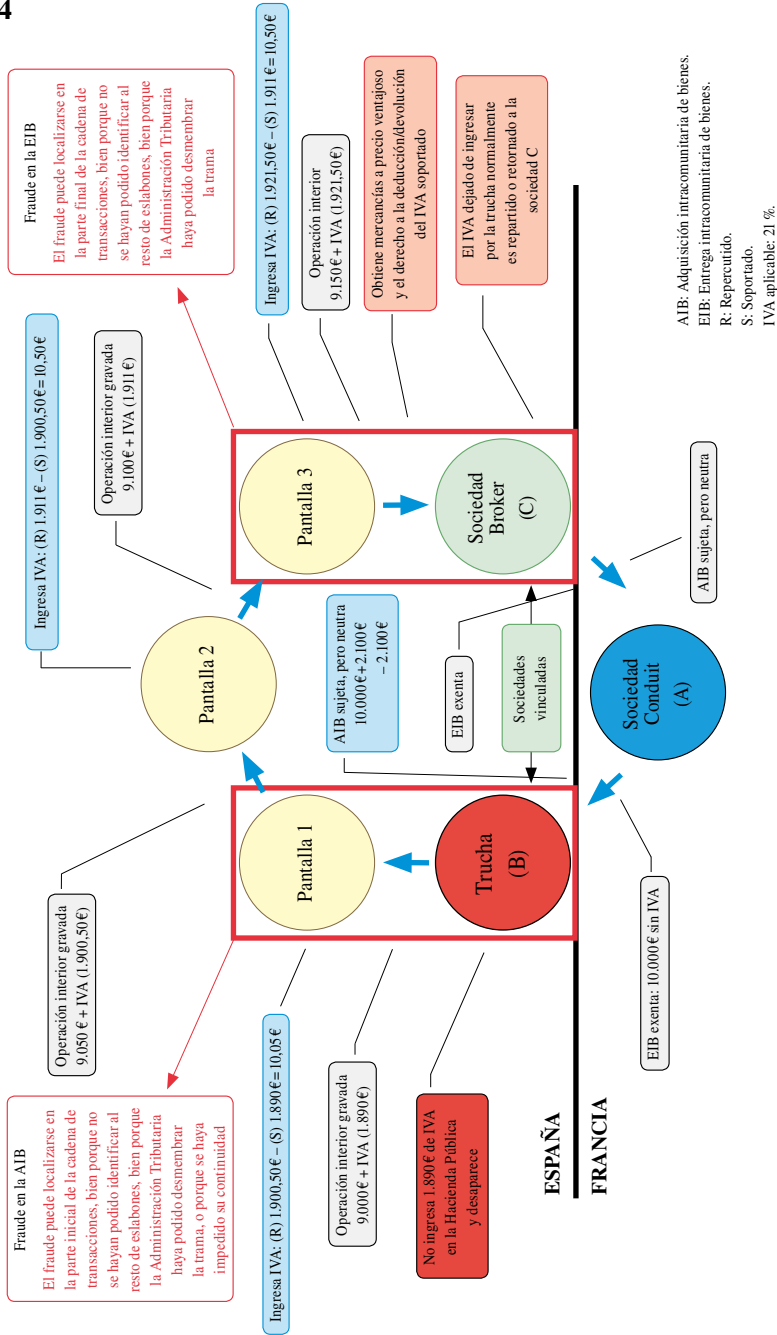 4
Fraude en la AIB
El fraude puede localizarse en
la parte inicial de la cadena de
transacciones, bien porque no
se hayan podido identificar al
resto de eslabones, bien porque
la Administración Tributaria
haya podido desmembrar
la trama, o porque se haya
impedido su continuidad
Operación interior gravada
9.050 € + IVA (1.900,50 €)
Ingresa IVA: (R) 1.911 € – (S) 1.900,50 € = 10,50 €
Operación interior gravada
9.100 € + IVA (1.911 €)
Fraude en la EIB
El fraude puede localizarse en
la parte final de la cadena de
transacciones, bien porque no
se hayan podido identificar al
resto de eslabones, bien porque
la Administración Tributaria
haya podido desmembrar
la trama
Pantalla 2
Ingresa IVA: (R) 1.900,50 € – (S) 1.890 € = 10,05 €
Operación interior gravada
9.000 € + IVA (1.890 €)
No ingresa 1.890 € de IVA
en la Hacienda Pública
y desaparece
Pantalla 1
Trucha
(B)
AIB sujeta, pero neutra
10.000 € + 2.100 €
– 2.100 €
EIB exenta
Sociedades
vinculadas
Pantalla 3
Sociedad
Broker
(C)
Ingresa IVA: (R) 1.921,50 € – (S) 1.911 € = 10,50 €
Operación interior
9.150 € + IVA (1.921,50 €)
Obtiene mercancías a precio ventajoso
y el derecho a la deducción/devolución
del IVA soportado
El IVA dejado de ingresar
por la trucha normalmente
es repartido o retornado a la
sociedad C
ESPAÑA
FRANCIA
EIB exenta: 10.000 € sin IVA
Sociedad
Conduit
(A)
AIB sujeta, pero neutra
AIB: Adquisición intracomunitaria de bienes.
EIB: Entrega intracomunitaria de bienes.
R: Repercutido.
S: Soportado.
IVA aplicable: 21 %.